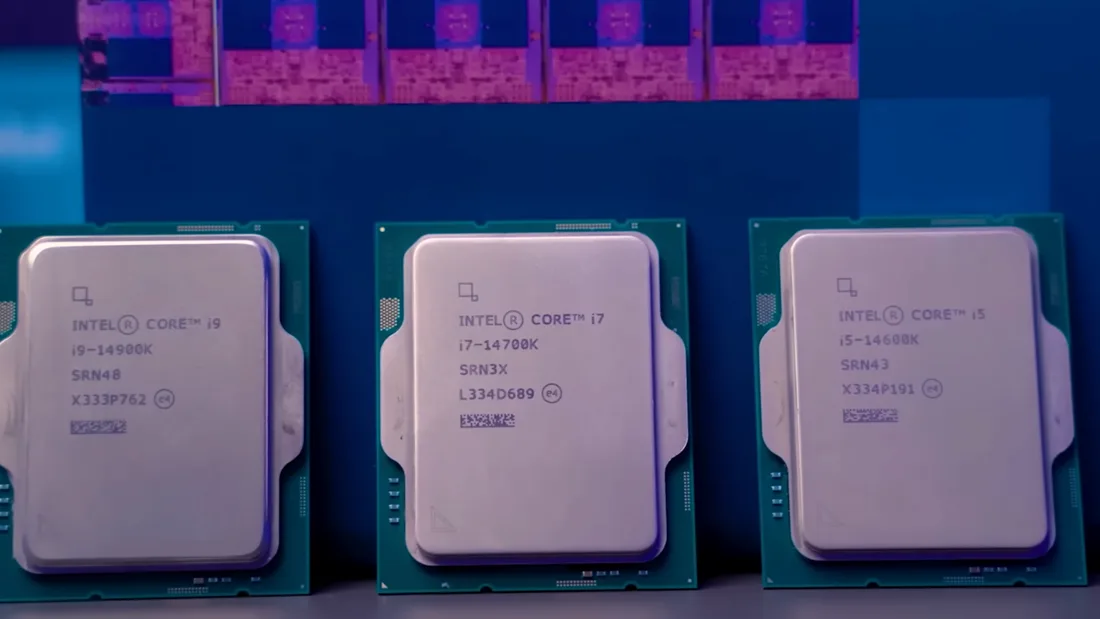 INTEL® CORE™ i9
i9-14900K
SRN48
X333P762 e4
INTEL® CORE™ i7
i7-14700K
SRN3X
L334D689 e4
INTEL® CORE™ i5
i5-14600K
SRN43
X334P191 e4